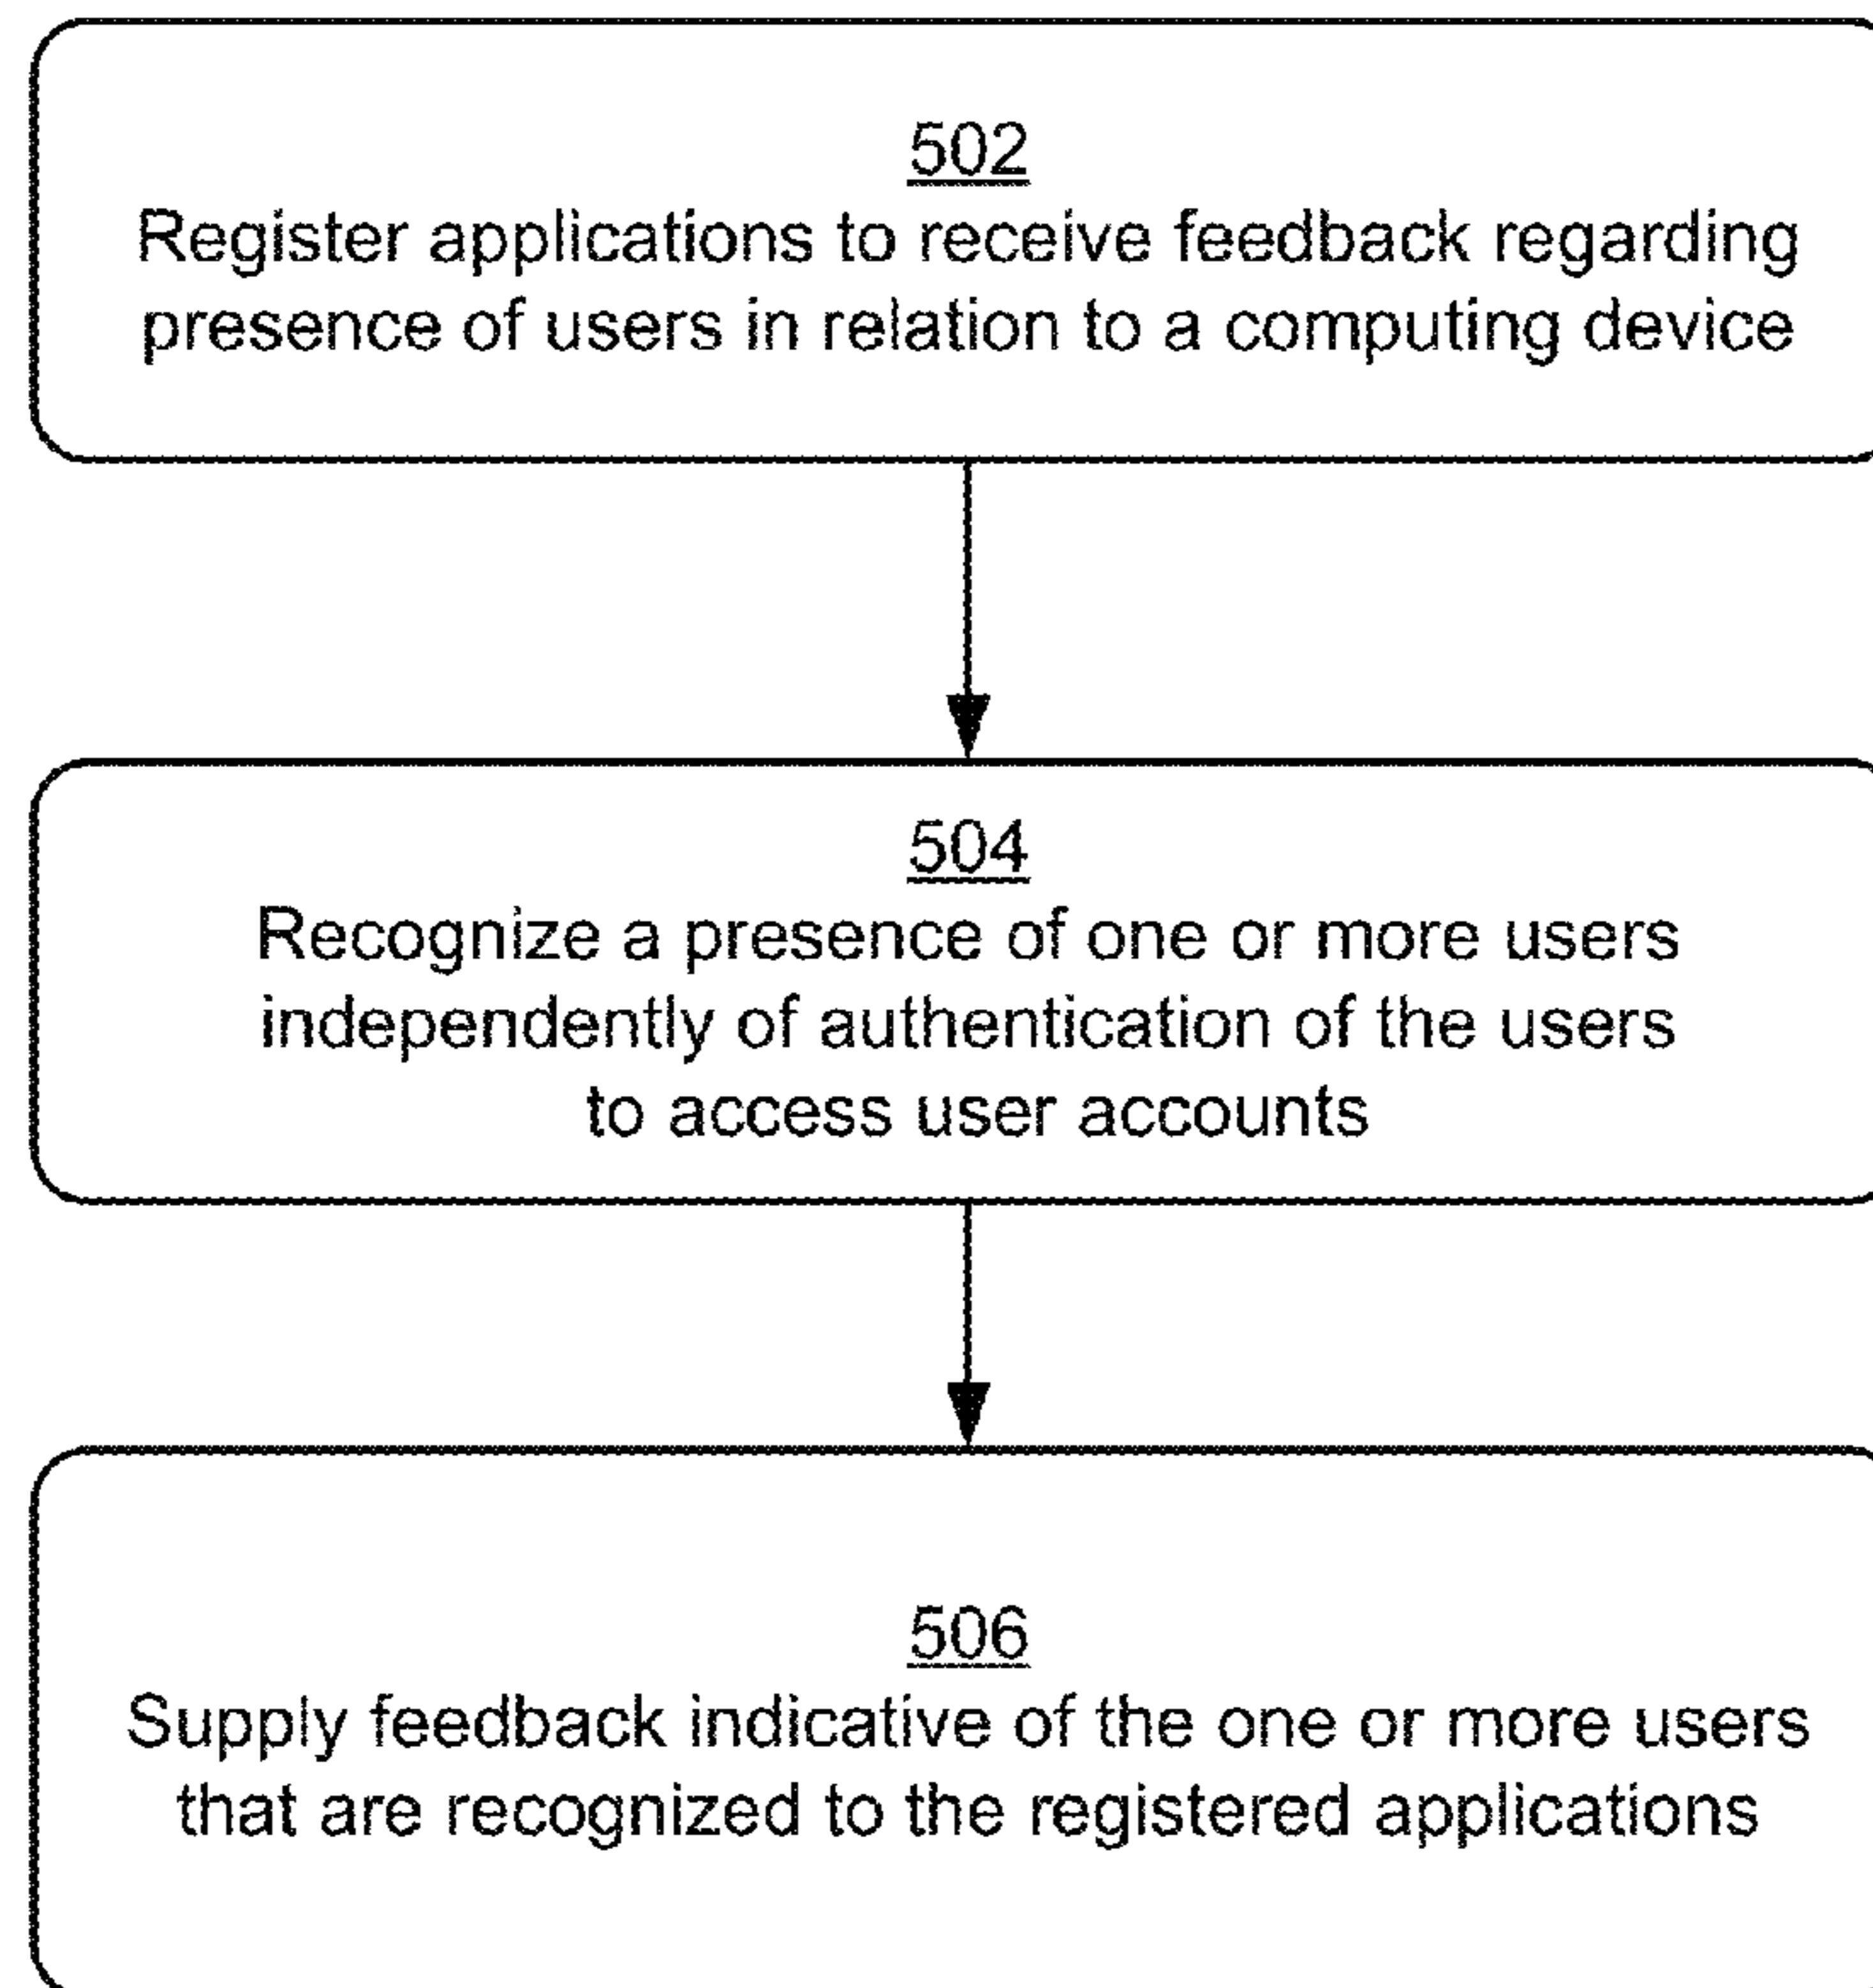 502
Register applications to receive feedback regarding
presence of users in relation to a computing device
504
Recognize a presence of one or more users
independently of authentication of the users
to access user accounts
506
Supply feedback indicative of the one or more users
that are recognized to the registered applications